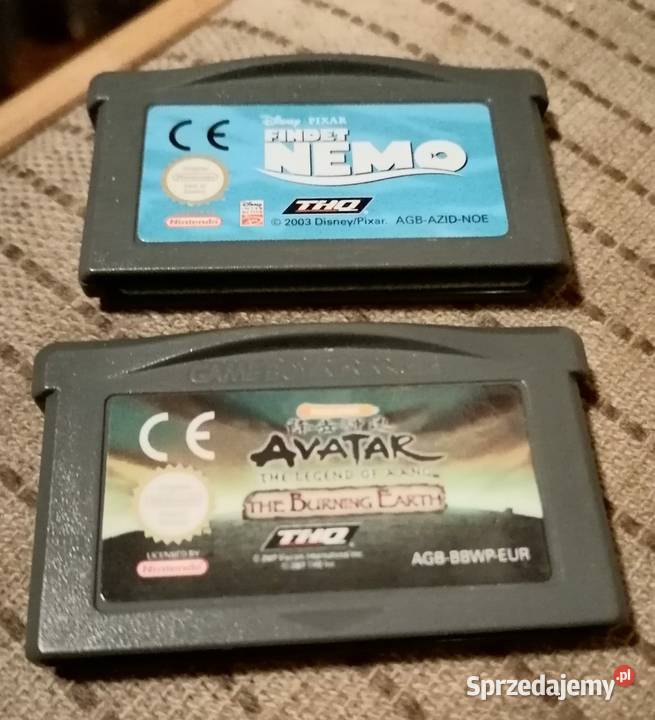 CE
Disney PIXAR
FINDET
NEMO
Nintendo
THQ
© 2003 Disney/Pixar. AGB-AZID-NOE
GAME BOY ADVANCE
CE
AVATAR
THE LEGEND OF AANG
THE BURNING EARTH
THQ
LICENSED BY
Nintendo
AGB-BBWP-EUR
Sprzedajemy.pl